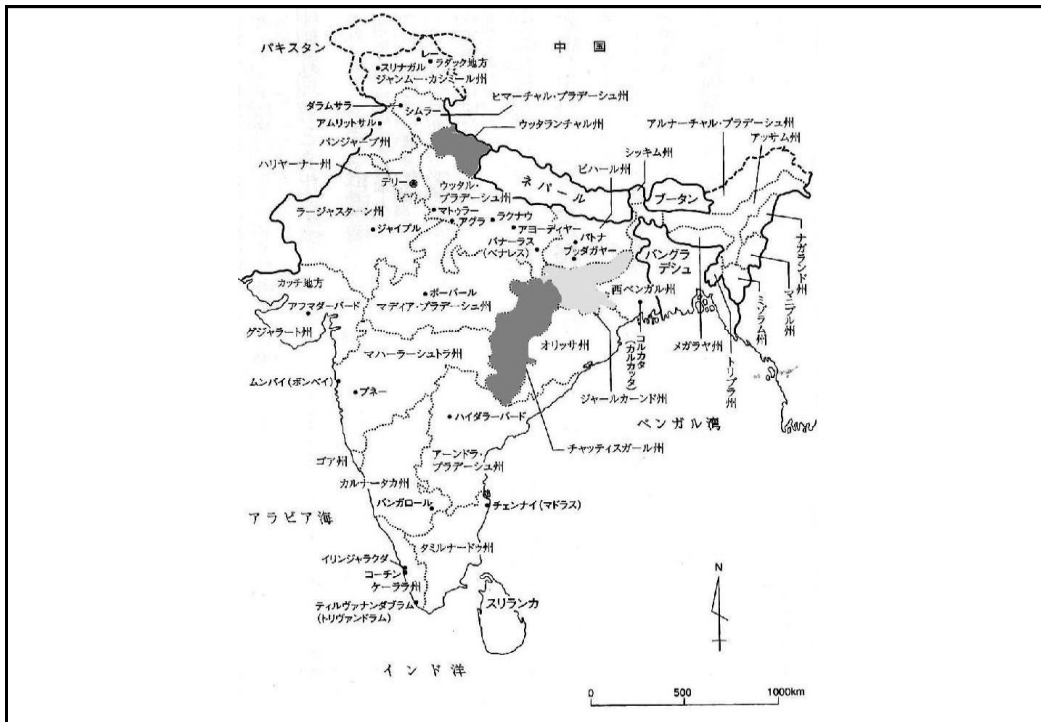 パキスタン
中国
レー
ラダック地方
スリナガル
ジャンムー・カシミール州
ヒマーチャル・プラデーシュ州
ダラムサラ
シムラー
ウッタランチャル州
アムリットサル
アルナーチャル・プラデーシュ州
パンジャーブ州
アッサム州
シッキム州
ハリヤーナー州
ビハール州
デリー
ネパール
ブータン
ウッタル・
プラデーシュ州
ラージャスターン州
マトゥラー
アグラ
ラクナウ
アヨーディヤー
ジャイプル
パトナ
バナーラス
(ベナレス)
ブッダガヤー
バングラ
デシュ
ナガランド州
マニプル州
ミゾラム州
トリプラ州
メガラヤ州
カッチ地方
アフマダーバード
グジャラート州
ボーパール
マディア・プラデーシュ州
西ベンガル州
コルカタ
(カルカッタ)
オリッサ州
マハーラーシュトラ州
ジャールカーンド州
ムンバイ(ボンベイ)
プネー
ハイダラーバード
ベンガル湾
チャッティスガール州
ゴア州
アーンドラ・
プラデーシュ州
カルナータカ州
バンガロール
チェンナイ(マドラス)
アラビア海
タミルナードゥ州
イリンジャラクダ
コーチン
ケーララ州
ティルヴァナンダプラム
(トリヴァンドラム)
スリランカ
N
インド洋
0 500 1000km